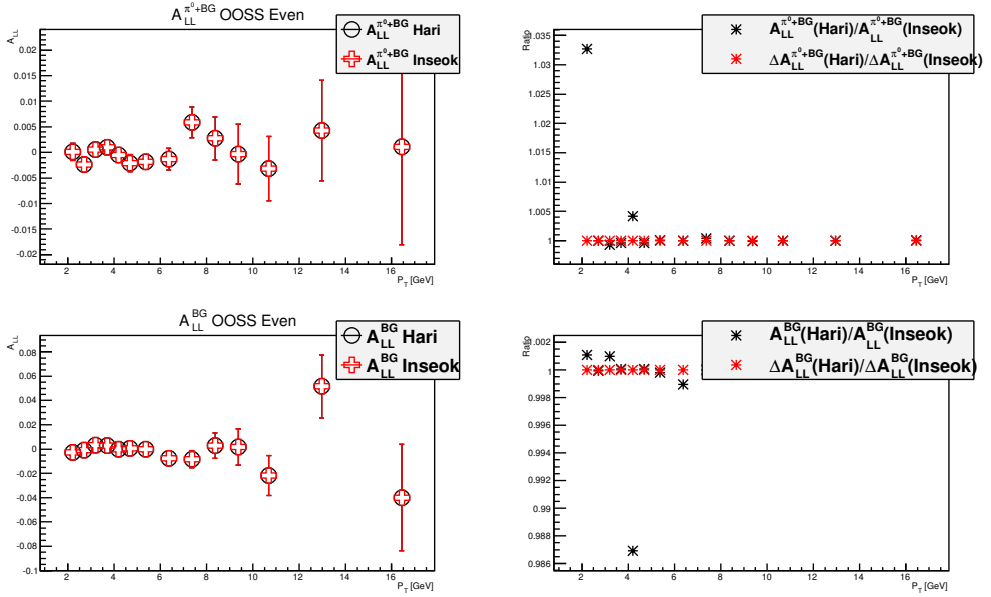 A_LL^π⁰+BG OOSS Even
A_LL
A_LL^π⁰+BG Hari
A_LL^π⁰+BG Inseok
0.02
0.015
0.01
0.005
0
-0.005
-0.01
-0.015
-0.02
2 4 6 8 10 12 14 16
P_T [GeV]
Ratio
A_LL^π⁰+BG(Hari)/A_LL^π⁰+BG(Inseok)
ΔA_LL^π⁰+BG(Hari)/ΔA_LL^π⁰+BG(Inseok)
1.035
1.03
1.025
1.02
1.015
1.01
1.005
1
2 4 6 8 10 12 14 16
P_T [GeV]
A_LL^BG OOSS Even
A_LL
A_LL^BG Hari
A_LL^BG Inseok
0.08
0.06
0.04
0.02
0
-0.02
-0.04
-0.06
-0.08
-0.1
2 4 6 8 10 12 14 16
P_T [GeV]
Ratio
A_LL^BG(Hari)/A_LL^BG(Inseok)
ΔA_LL^BG(Hari)/ΔA_LL^BG(Inseok)
1.002
1
0.998
0.996
0.994
0.992
0.99
0.988
0.986
2 4 6 8 10 12 14 16
P_T [GeV]